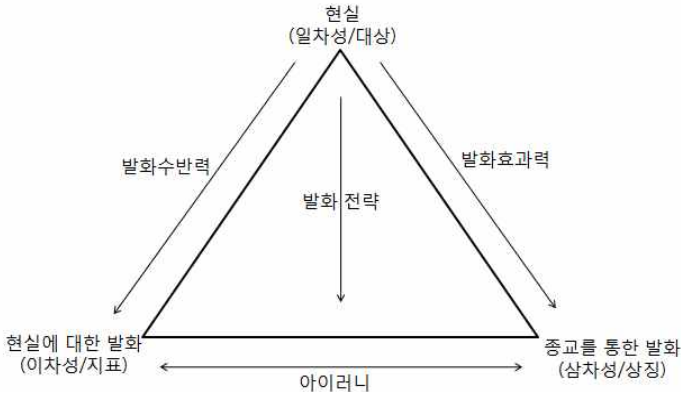 현실
(일차성/대상)
발화수반력
발화효과력
발화 전략
현실에 대한 발화
(이차성/지표)
종교를 통한 발화
(삼차성/상징)
아이러니